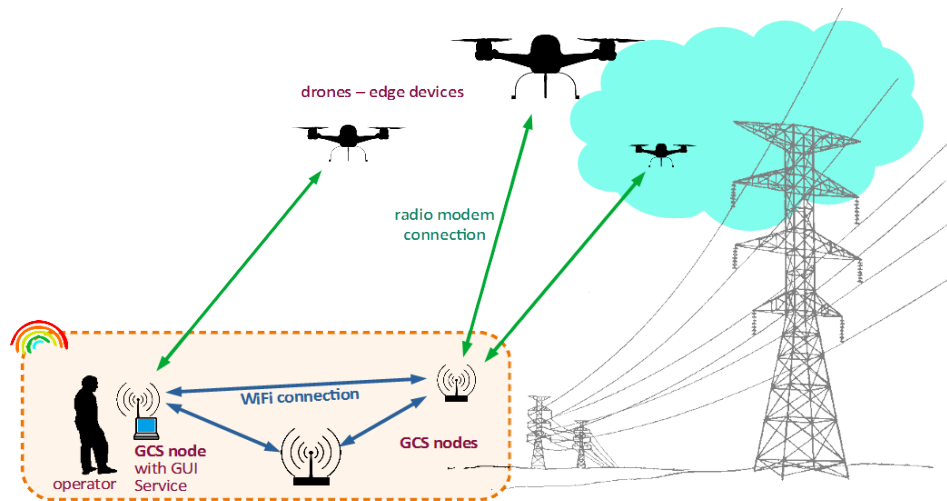 drones – edge devices
radio modem
connection
WiFi connection
GCS node
with GUI
Service
operator
GCS nodes